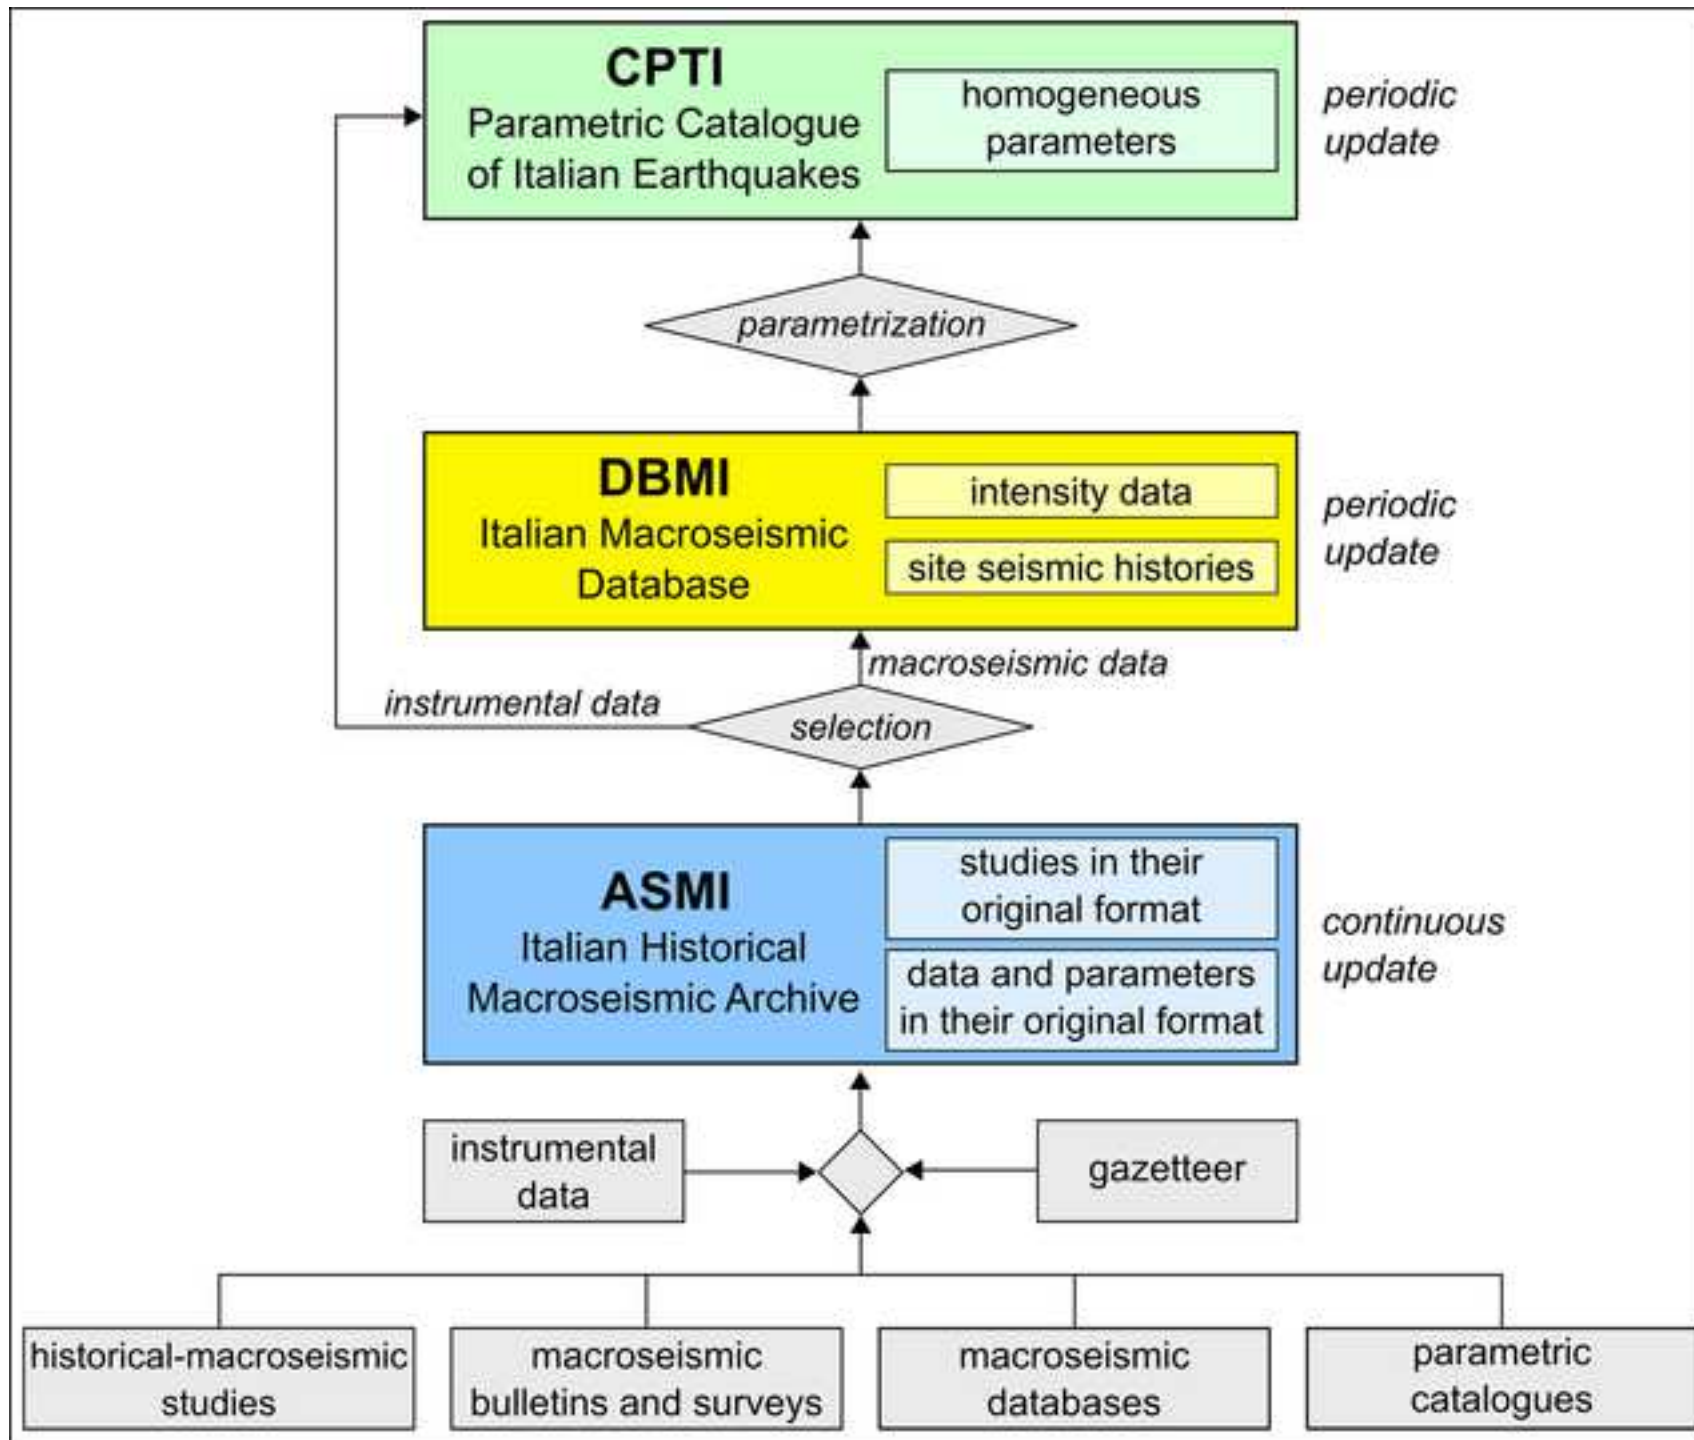 CPTI
Parametric Catalogue
of Italian Earthquakes
homogeneous
parameters
periodic
update
parametrization
DBMI
Italian Macroseismic
Database
intensity data
site seismic histories
periodic
update
macroseismic data
instrumental data
selection
ASMI
Italian Historical
Macroseismic Archive
studies in their
original format
data and parameters
in their original format
continuous
update
instrumental
data
gazetteer
historical-macroseismic
studies
macroseismic
bulletins and surveys
macroseismic
databases
parametric
catalogues